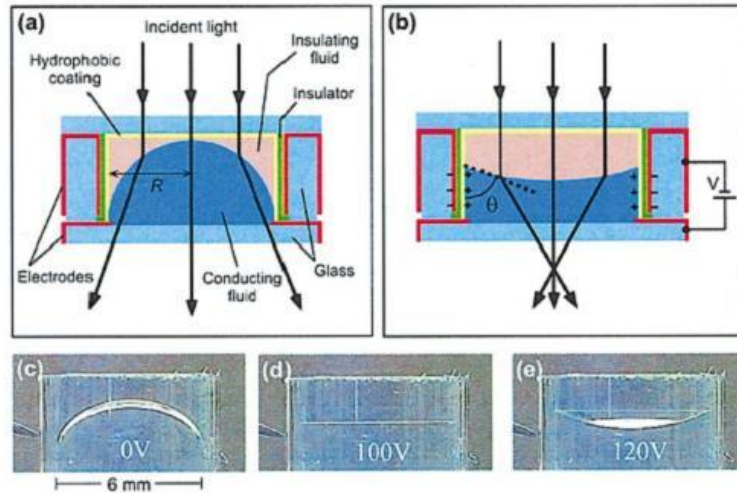 (a)
Incident light
Hydrophobic
coating
Insulating
fluid
Insulator
R
Electrodes
Conducting
fluid
Glass
(b)
θ
V
+
+
+
-
-
-
(c)
0V
6 mm
(d)
100V
(e)
120V